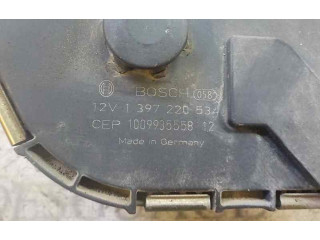 BOSCH
12V 1 397 220 534
CEP 1009935558 12
Made in Germany